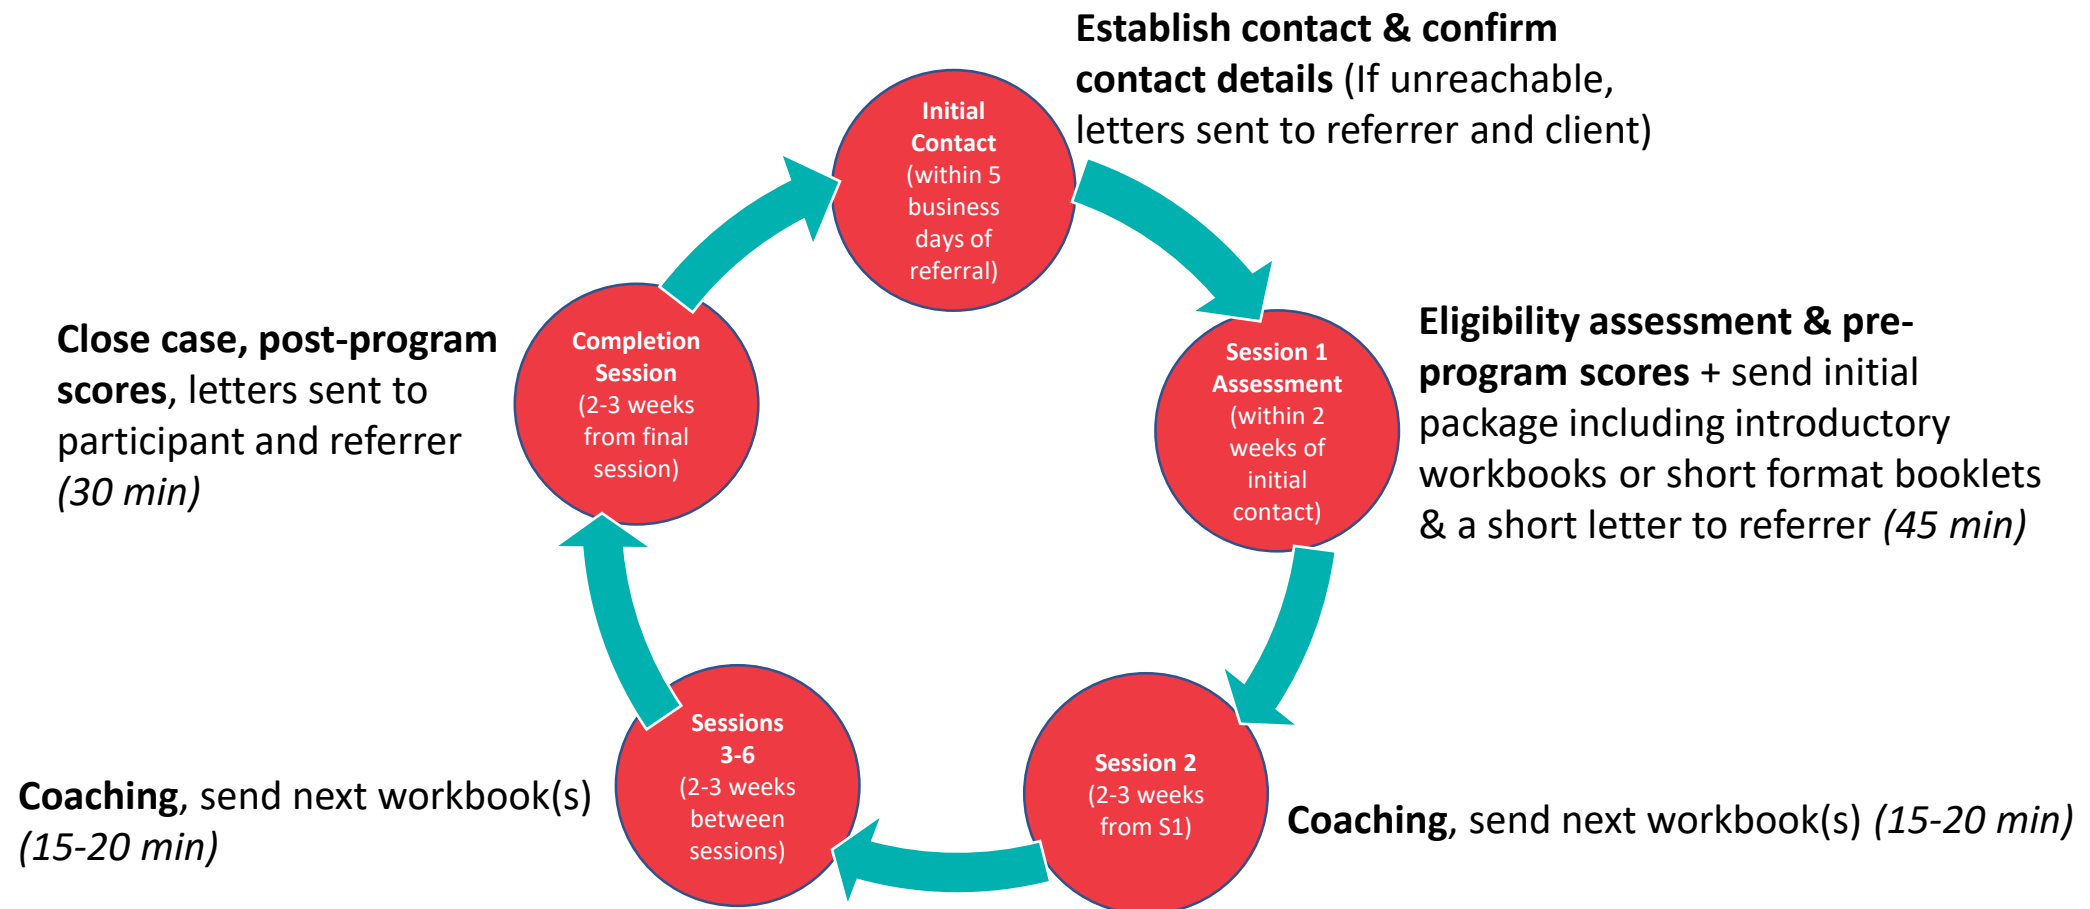 Establish contact & confirm
contact details (If unreachable,
letters sent to referrer and client)
Initial
Contact
(within 5
business
days of
referral)
Eligibility assessment & pre-
program scores + send initial
package including introductory
workbooks or short format booklets
& a short letter to referrer (45 min)
Session 1
Assessment
(within 2
weeks of
initial
contact)
Session 2
(2-3 weeks
from S1)
Coaching, send next workbook(s) (15-20 min)
Sessions
3-6
(2-3 weeks
between
sessions)
Coaching, send next workbook(s)
(15-20 min)
Completion
Session
(2-3 weeks
from final
session)
Close case, post-program
scores, letters sent to
participant and referrer
(30 min)